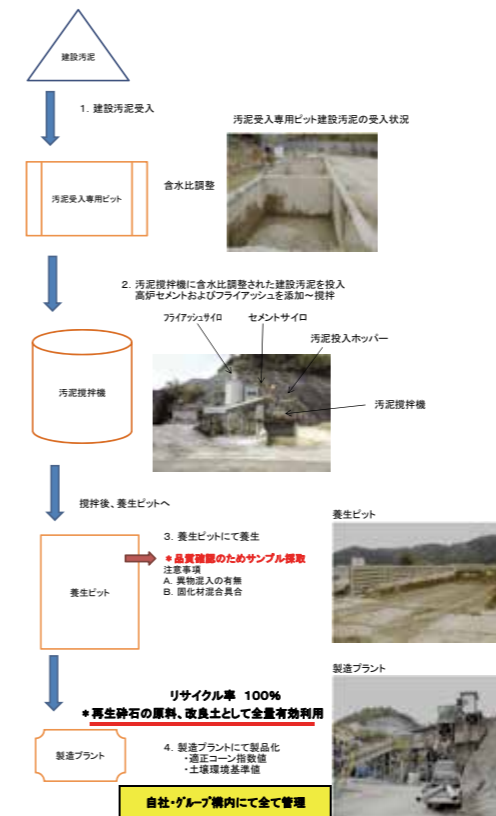 建設汚泥
1. 建設汚泥受入
汚泥受入専用ピット建設汚泥の受入状況
汚泥受入専用ピット
含水比調整
2. 汚泥撹拌機に含水比調整された建設汚泥を投入
高炉セメントおよびフライアッシュを添加～撹拌
フライアッシュサイロ
セメントサイロ
汚泥投入ホッパー
汚泥撹拌機
汚泥撹拌機
撹拌後、養生ピットへ
養生ピット
3. 養生ピットにて養生
＊品質確認のためサンプル採取
注意事項
A. 異物混入の有無
B. 固化材混合具合
養生ピット
製造プラント
リサイクル率 100%
＊再生砕石の原料、改良土として全量有効利用
製造プラント
4. 製造プラントにて製品化
・適正コーン指数値
・土壌環境基準値
自社・グループ構内にて全て管理